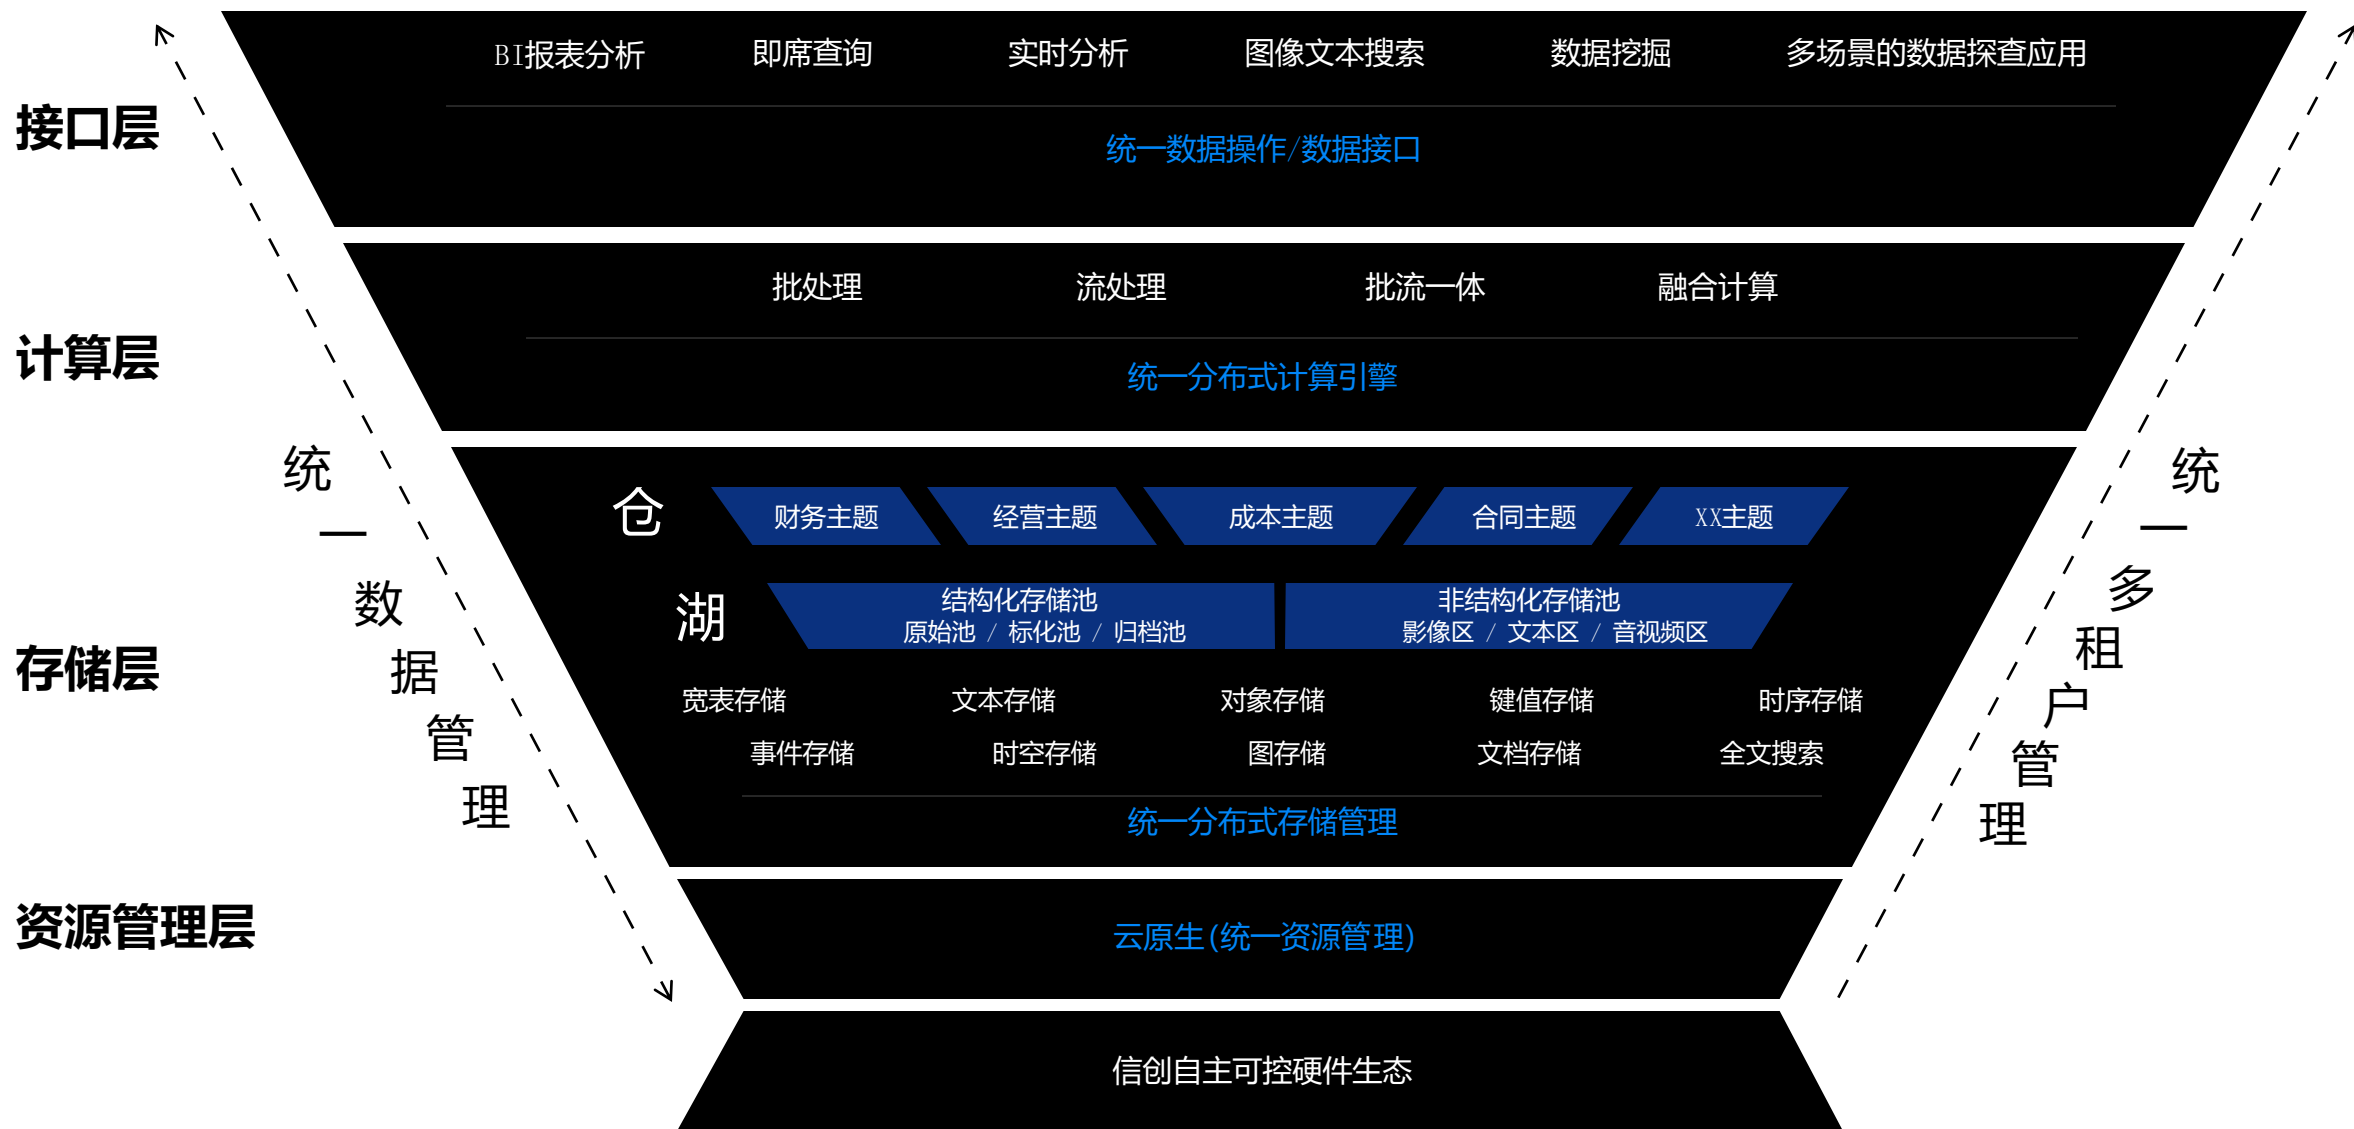 BI报表分析 即席查询 实时分析 图像文本搜索 数据挖掘 多场景的数据探查应用
接口层
统一数据操作/数据接口
批处理 流处理 批流一体 融合计算
计算层
统一分布式计算引擎
统一数据管理
仓 财务主题 经营主题 成本主题 合同主题 XX主题
湖 结构化存储池 非结构化存储池
原始池 / 标化池 / 归档池 影像区 / 文本区 / 音视频区
存储层
宽表存储 文本存储 对象存储 键值存储 时序存储
事件存储 时空存储 图存储 文档存储 全文搜索
统一分布式存储管理
统一多租户管理
资源管理层
云原生(统一资源管理)
信创自主可控硬件生态